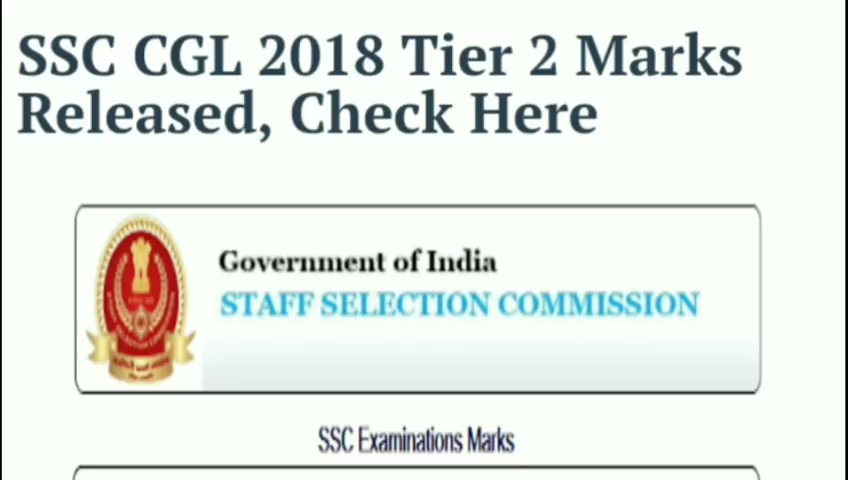 SSC CGL 2018 Tier 2 Marks
Released, Check Here
Government of India
STAFF SELECTION COMMISSION
SSC Examinations Marks